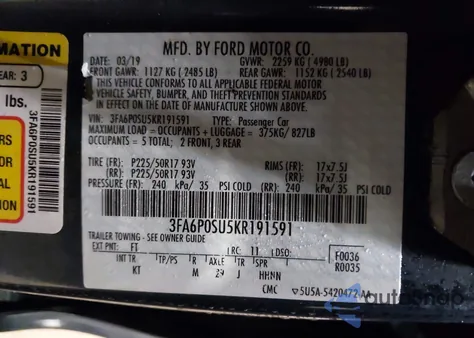 MATION
EAR: 3
lbs.
ERS
3FA6P0SU5KR191591
MFD. BY FORD MOTOR CO.
DATE: 03/19 GVWR: 2259 KG (4980 LB)
FRONT GAWR: 1127 KG (2485 LB) REAR GAWR: 1152 KG (2540 LB)
THIS VEHICLE CONFORMS TO ALL APPLICABLE FEDERAL MOTOR
VEHICLE SAFETY, BUMPER, AND THEFT PREVENTION STANDARDS
IN EFFECT ON THE DATE OF MANUFACTURE SHOWN ABOVE.
VIN: 3FA6P0SU5KR191591 TYPE: Passenger Car
MAXIMUM LOAD = OCCUPANTS + LUGGAGE = 375KG/ 827LB
OCCUPANTS = 5 TOTAL: 2 FRONT, 3 REAR
TIRE (FR): P225/50R17 93V RIMS (FR): 17x7.5J
(RR): P225/50R17 93V (RR): 17x7.5J
PRESSURE (FR): 240 kPa/ 35 PSI COLD (RR): 240 kPa/ 35 PSI COLD
3FA6P0SU5KR191591
TRAILER TOWING - SEE OWNER GUIDE
EXT PNT: FT RC: 11 DSO: F0036
INT TR TP/PS R AXLE TR SPR R0035
KT M 29 J HHNN
CMC 5U5A-5420472-AA